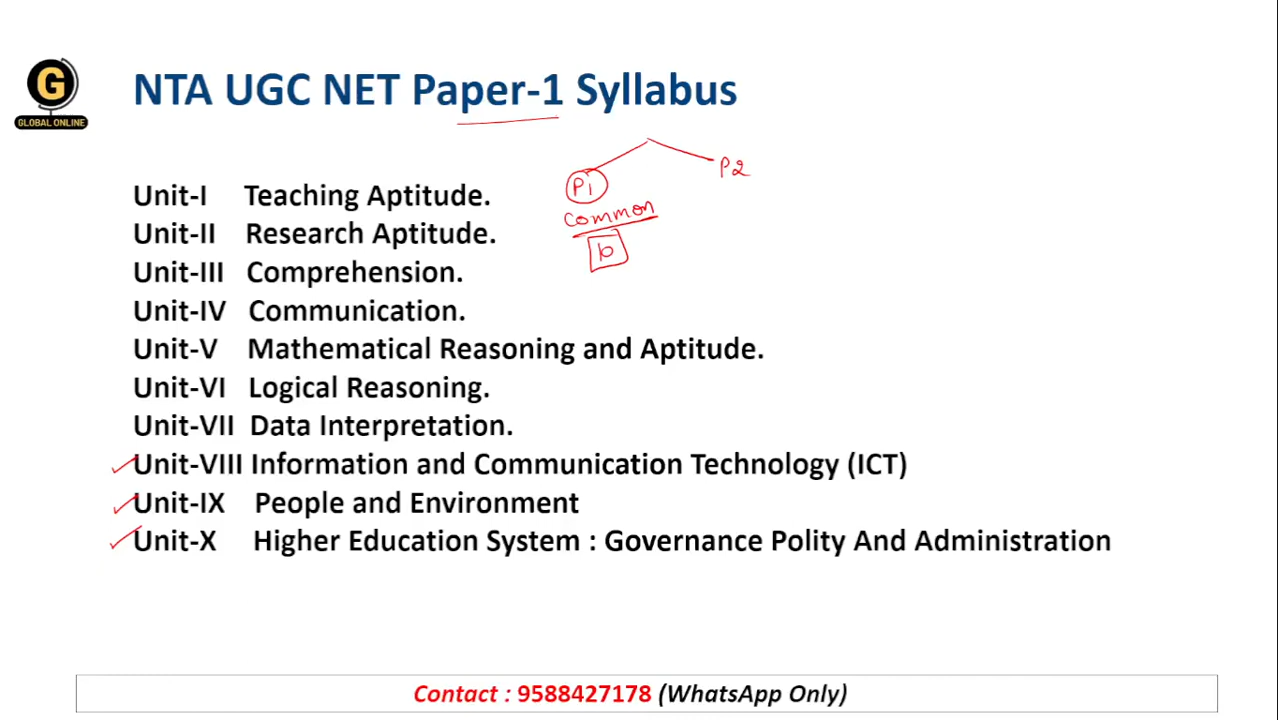 G
GLOBAL ONLINE
NTA UGC NET Paper-1 Syllabus
P1
P2
Common
10
Unit-I Teaching Aptitude.
Unit-II Research Aptitude.
Unit-III Comprehension.
Unit-IV Communication.
Unit-V Mathematical Reasoning and Aptitude.
Unit-VI Logical Reasoning.
Unit-VII Data Interpretation.
Unit-VIII Information and Communication Technology (ICT)
Unit-IX People and Environment
Unit-X Higher Education System : Governance Polity And Administration
Contact : 9588427178 (WhatsApp Only)